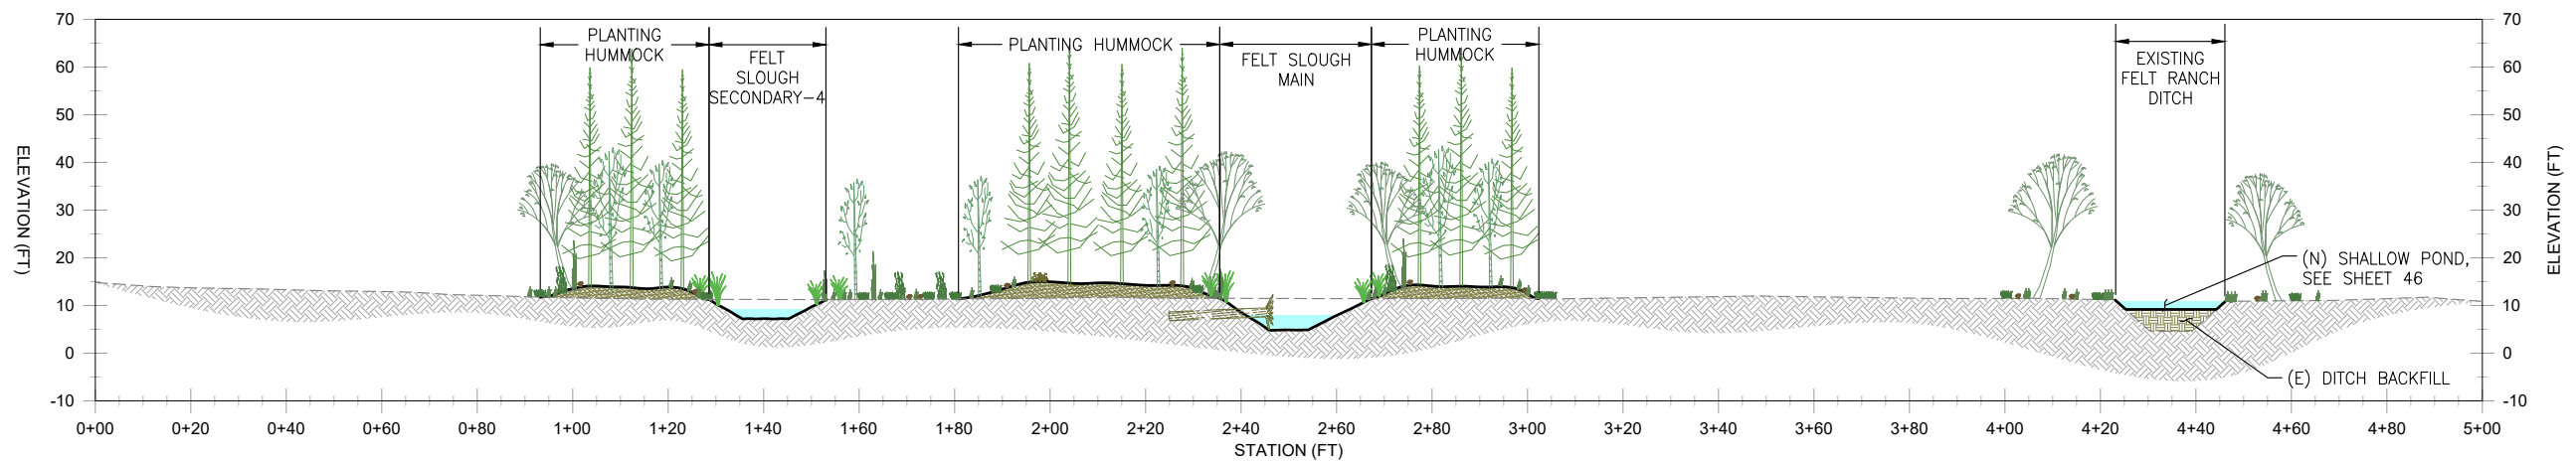 70
60
50
40
30
20
10
0
-10
ELEVATION (FT)
PLANTING
HUMMOCK
FELT
SLOUGH
SECONDARY-4
PLANTING HUMMOCK
FELT SLOUGH
MAIN
PLANTING
HUMMOCK
EXISTING
FELT RANCH
DITCH
(N) SHALLOW POND,
SEE SHEET 46
(E) DITCH BACKFILL
70
60
50
40
30
20
10
0
-10
ELEVATION (FT)
0+00 0+20 0+40 0+60 0+80 1+00 1+20 1+40 1+60 1+80 2+00 2+20 2+40 2+60 2+80 3+00 3+20 3+40 3+60 3+80 4+00 4+20 4+40 4+60 4+80 5+00
STATION (FT)